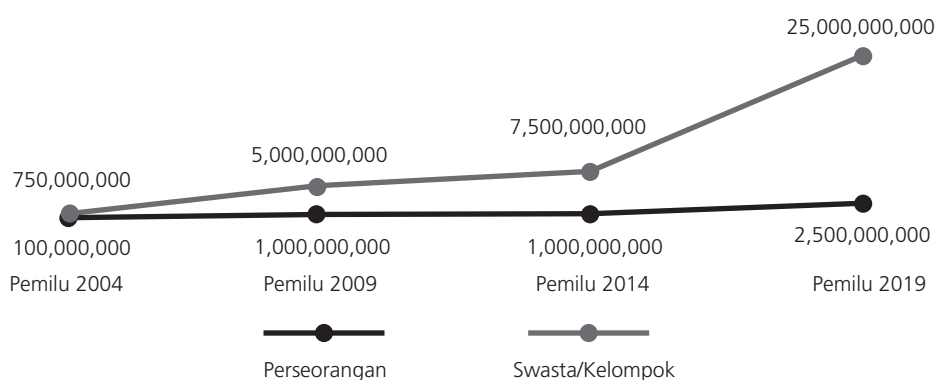 25,000,000,000
7,500,000,000
5,000,000,000
750,000,000
100,000,000
1,000,000,000
1,000,000,000
2,500,000,000
Pemilu 2004
Pemilu 2009
Pemilu 2014
Pemilu 2019
Perseorangan
Swasta/Kelompok